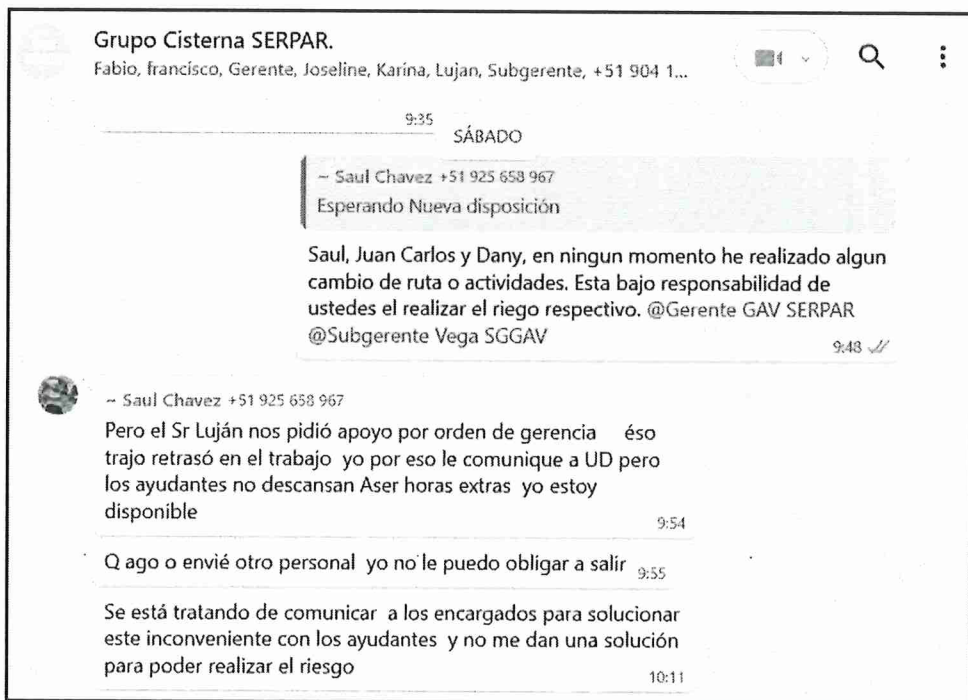 Grupo Cisterna SERPAR.
Fabio, francisco, Gerente, Joseline, Karina, Lujan, Subgerente, +51 904 1...
9:35
SÁBADO
~ Saul Chavez +51 925 658 967
Esperando Nueva disposición
Saul, Juan Carlos y Dany, en ningun momento he realizado algun
cambio de ruta o actividades. Esta bajo responsabilidad de
ustedes el realizar el riego respectivo. @Gerente GAV SERPAR
@Subgerente Vega SGGAV
9:48
~ Saul Chavez +51 925 658 967
Pero el Sr Luján nos pidió apoyo por orden de gerencia éso
trajo retrasó en el trabajo yo por eso le comunique a UD pero
los ayudantes no descansan Aser horas extras yo estoy
disponible
9:54
Q ago o envié otro personal yo no le puedo obligar a salir 9:55
Se está tratando de comunicar a los encargados para solucionar
este inconveniente con los ayudantes y no me dan una solución
para poder realizar el riesgo
10:11